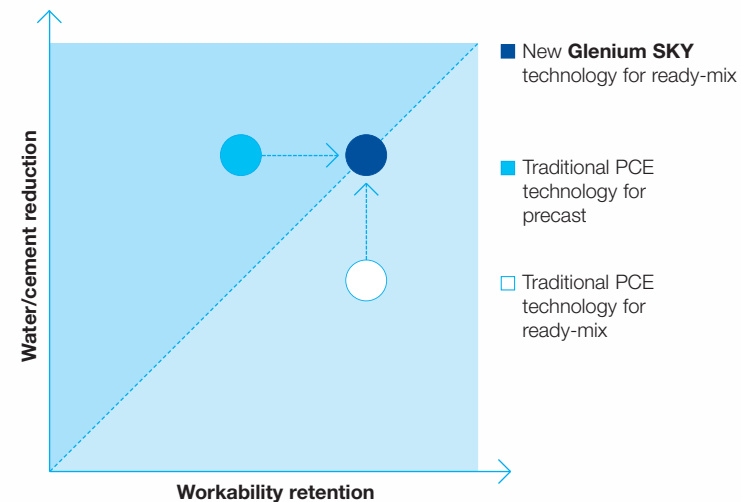 New Glenium SKY
technology for ready-mix
Traditional PCE
technology for
precast
Traditional PCE
technology for
ready-mix
Water/cement reduction
Workability retention